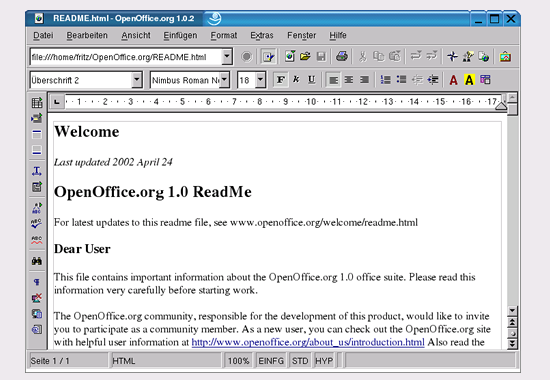 README.html - OpenOffice.org 1.0.2
Datei Bearbeiten Ansicht Einfügen Format Extras Fenster Hilfe
file:///home/fritz/OpenOffice.org/README.html
Überschrift 2 Nimbus Roman No 18 F k U A A
1 2 3 4 5 6 7 8 9 10 11 12 13 14 15 16 17
Welcome
Last updated 2002 April 24
OpenOffice.org 1.0 ReadMe
For latest updates to this readme file, see www.openoffice.org/welcome/readme.html
Dear User
This file contains important information about the OpenOffice.org 1.0 office suite. Please read this
information very carefully before starting work.
The OpenOffice.org community, responsible for the development of this product, would like to invite
you to participate as a community member. As a new user, you can check out the OpenOffice.org site
with helpful user information at http://www.openoffice.org/about_us/introduction.html Also read the
Seite 1 / 1 HTML 100% EINFG STD HYP